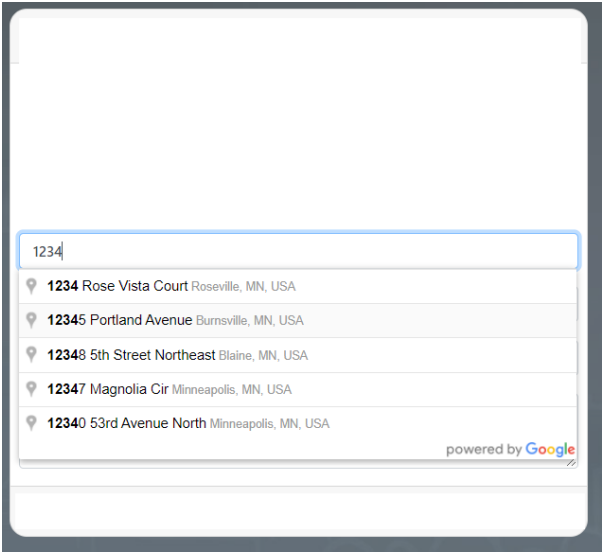 1234
1234 Rose Vista Court Roseville, MN, USA
12345 Portland Avenue Burnsville, MN, USA
12348 5th Street Northeast Blaine, MN, USA
12347 Magnolia Cir Minneapolis, MN, USA
12340 53rd Avenue North Minneapolis, MN, USA
powered by Google